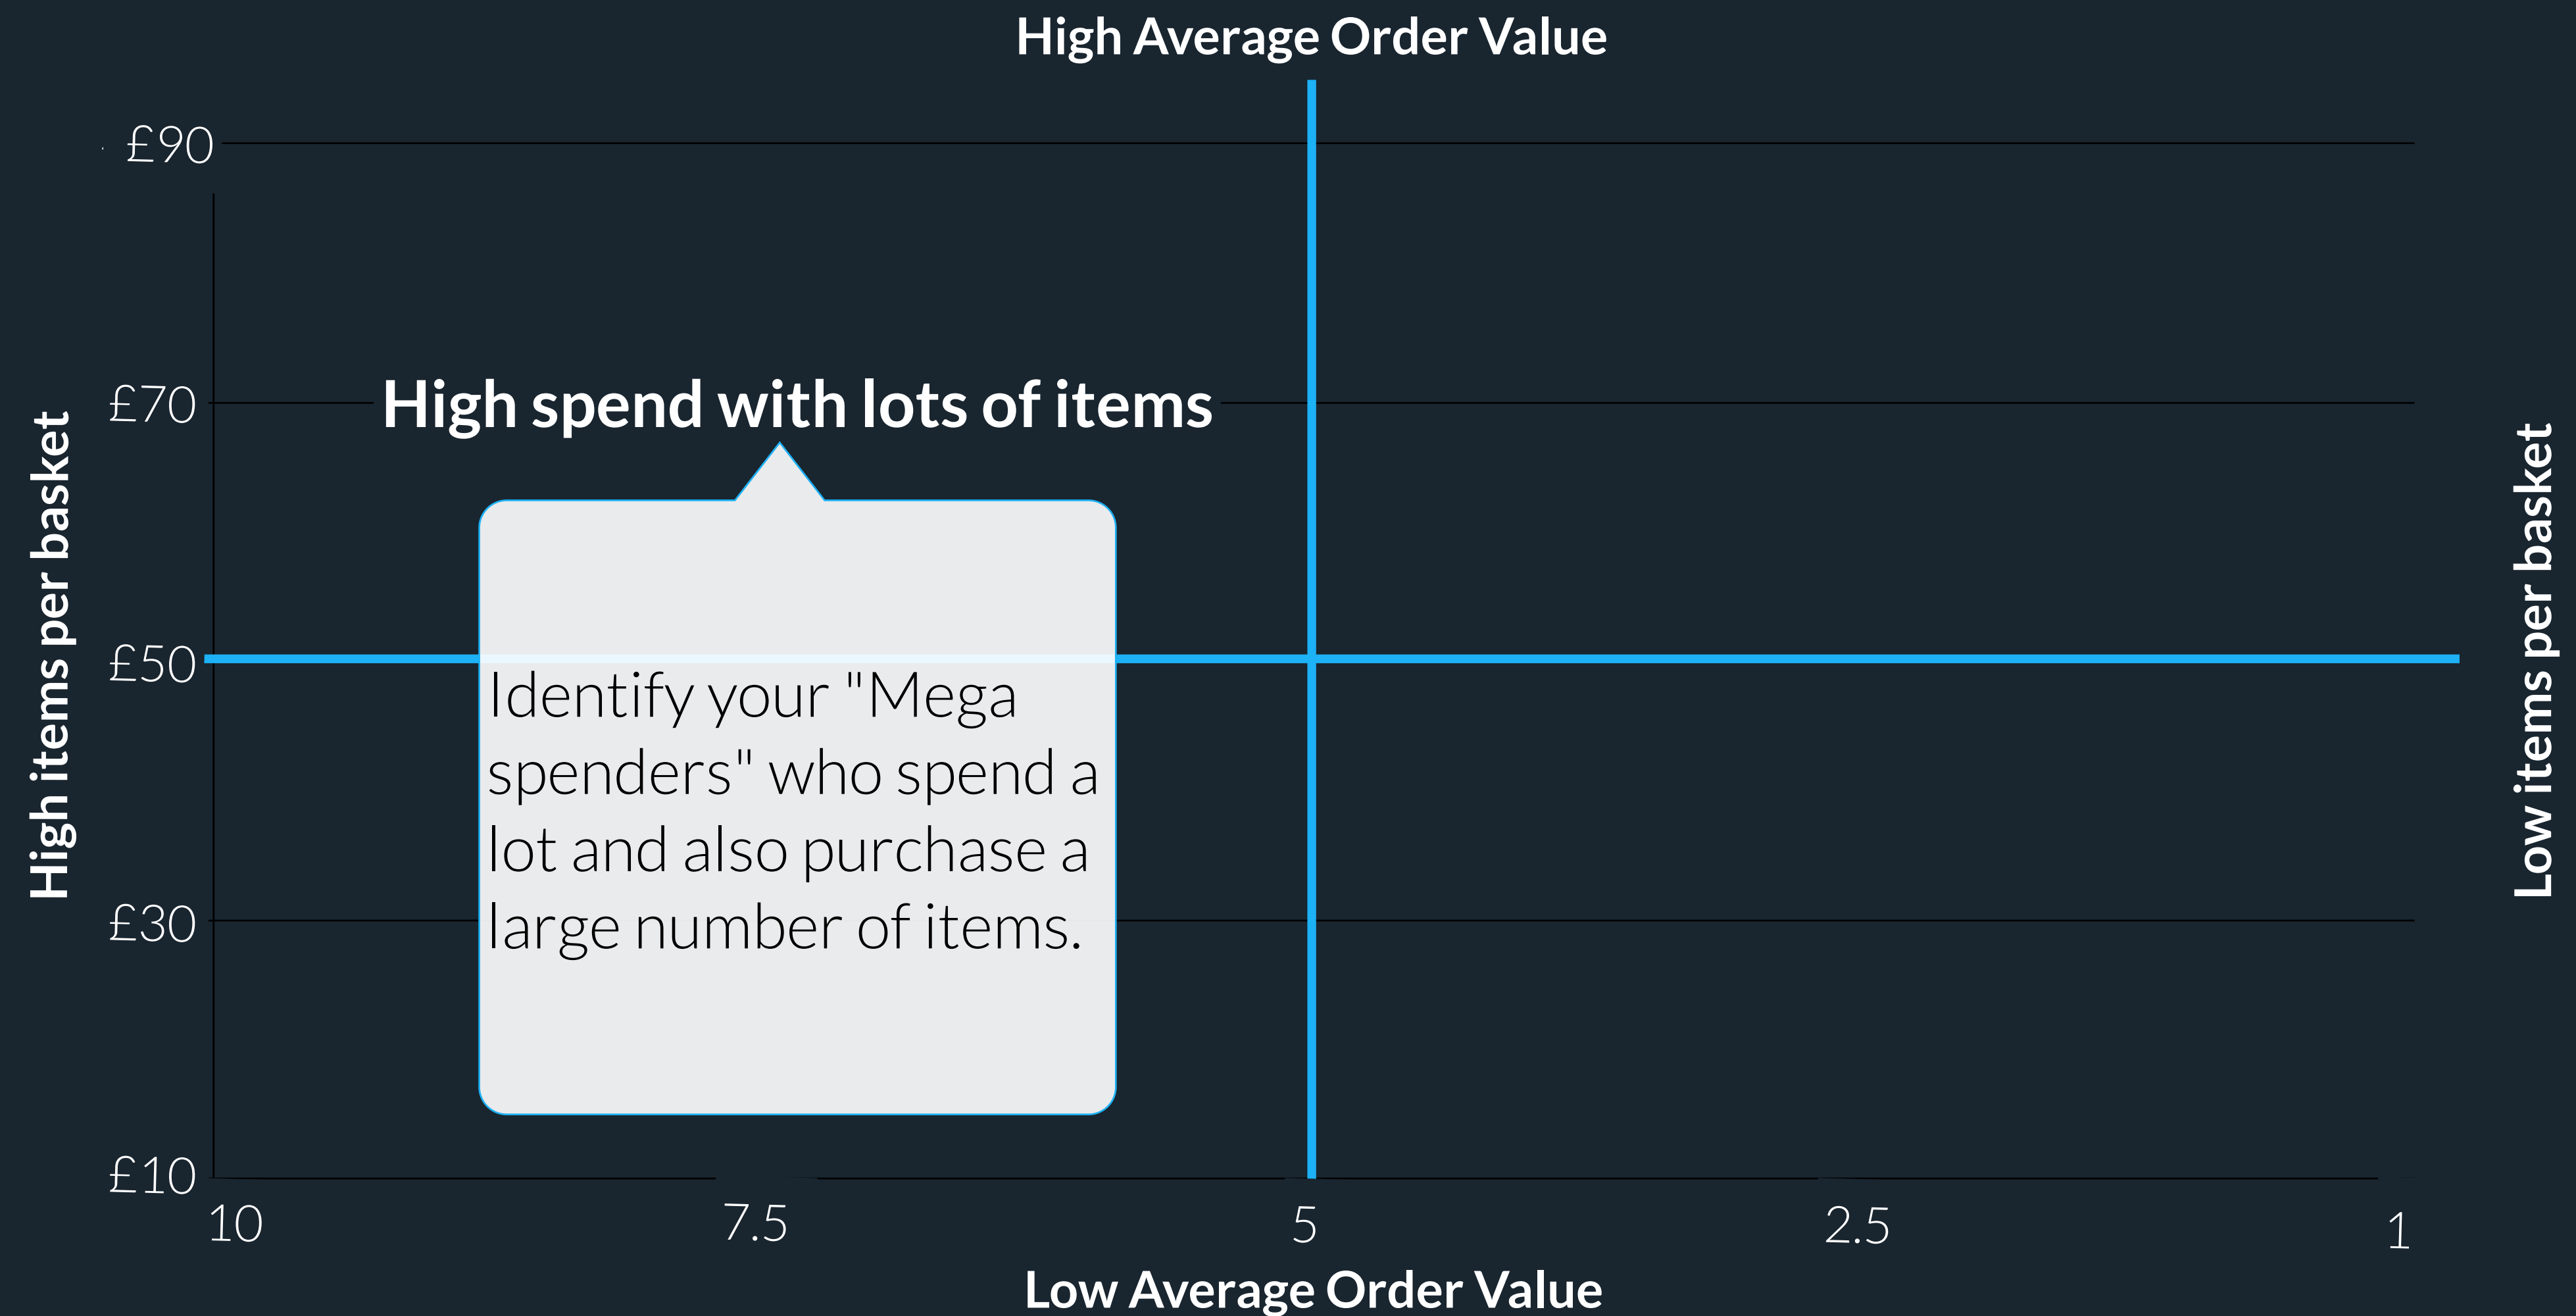 High Average Order Value
£90
£70
High spend with lots of items
High items per basket
Low items per basket
£50
Identify your "Mega
spenders" who spend a
lot and also purchase a
large number of items.
£30
£10
10
7.5
5
2.5
1
Low Average Order Value